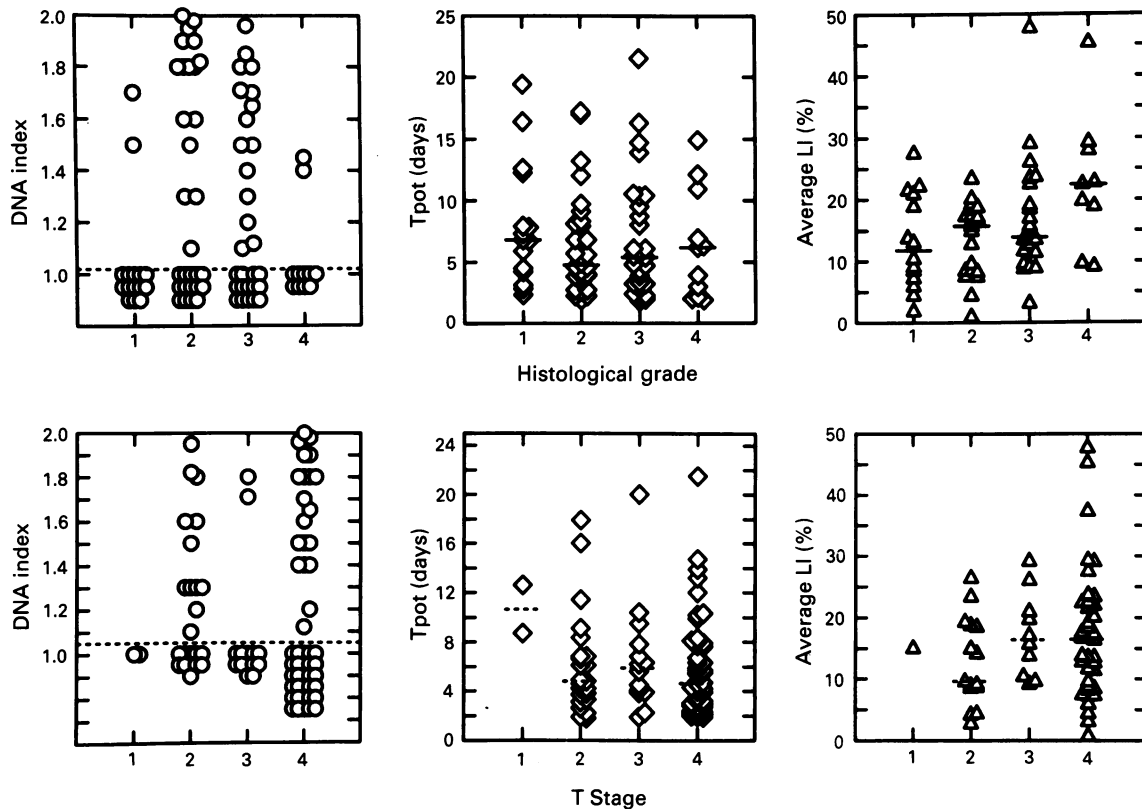 DNA index
2.0
1.8
1.6
1.4
1.2
1.0
1 2 3 4
Tpot (days)
25
20
15
10
5
0
1 2 3 4
Average LI (%)
50
40
30
20
10
0
1 2 3 4
Histological grade
DNA index
2.0
1.8
1.6
1.4
1.2
1.0
1 2 3 4
Tpot (days)
24
20
16
12
8
4
0
1 2 3 4
Average LI (%)
50
40
30
20
10
0
1 2 3 4
T Stage